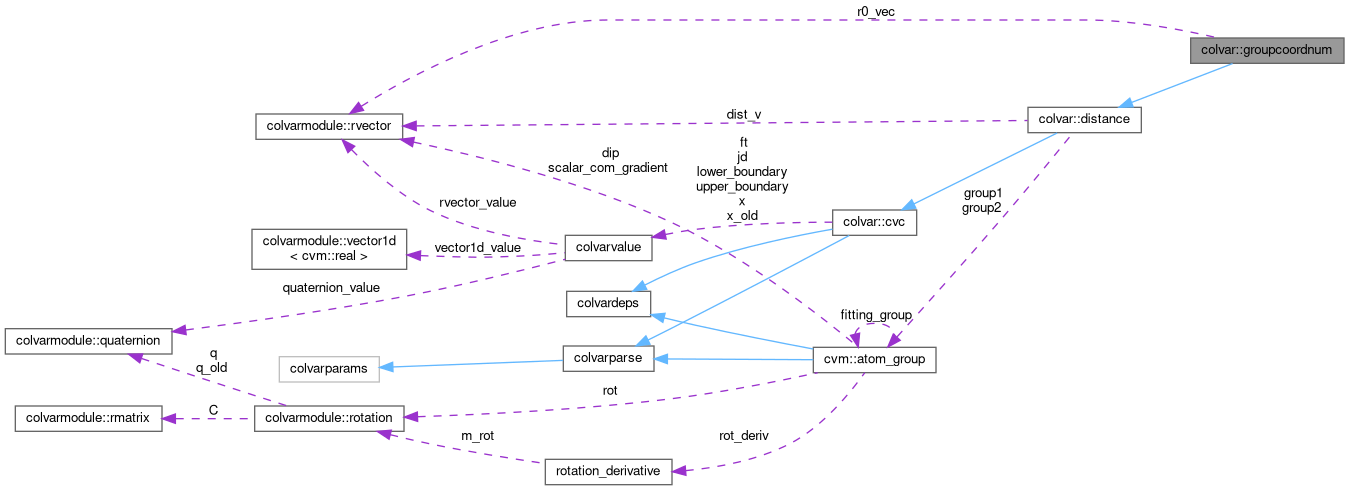 r0_vec
colvar::groupcoordnum
colvarmodule::rvector
dist_v
colvar::distance
dip
scalar_com_gradient
ft
jd
lower_boundary
upper_boundary
x
x_old
group1
group2
rvector_value
colvar::cvc
colvarmodule::vector1d
< cvm::real >
vector1d_value
colvarvalue
quaternion_value
colvardeps
fitting_group
colvarmodule::quaternion
q
q_old
colvarparams
colvarparse
cvm::atom_group
rot
colvarmodule::rmatrix
C
colvarmodule::rotation
m_rot
rot_deriv
rotation_derivative